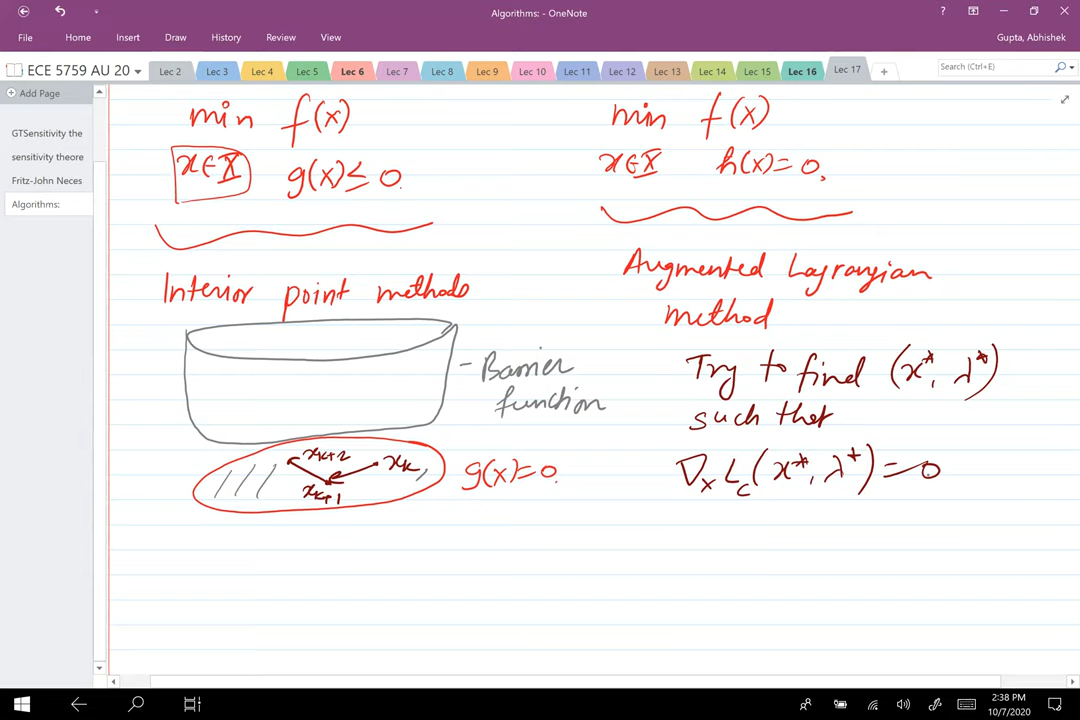 Algorithms: - OneNote
Gupta, Abhishek
File Home Insert Draw History Review View
ECE 5759 AU 20
Lec 2 Lec 3 Lec 4 Lec 5 Lec 6 Lec 7 Lec 8 Lec 9 Lec 10 Lec 11 Lec 12 Lec 13 Lec 14 Lec 15 Lec 16 Lec 17
Search (Ctrl+E)
Add Page
GTSensitivity the
sensitivity theore
Fritz-John Neces
Algorithms:
min f(x)
x ∈ X g(x) ≤ 0.
Interior point methods
- Barrier
function
x_{k+2}
x_k
x_{k+1}
g(x) = 0.
min f(x)
x ∈ X h(x) = 0.
Augmented Lagrangian
method
Try to find (x*, λ*)
such that
∇_x L_c(x*, λ*) = 0
2:38 PM
10/7/2020